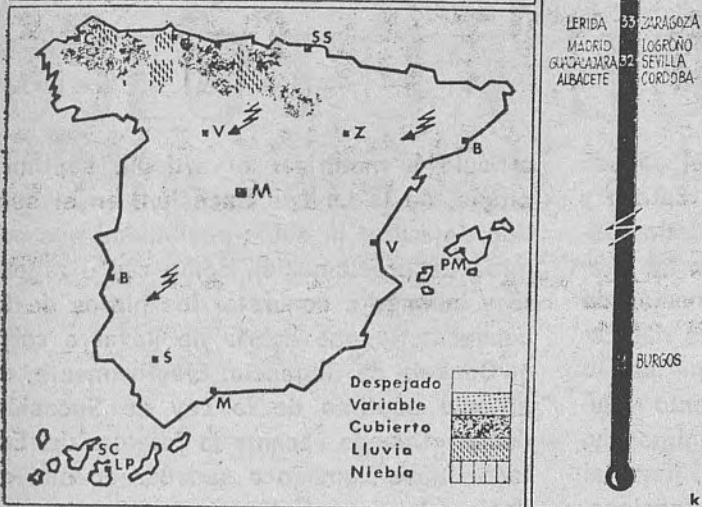 C
SS
V
Z
B
M
V
PM
B
S
M
SC
LP
Despejado
Variable
Cubierto
Lluvia
Niebla
LERIDA 33 ZARAGOZA
MADRID LOGROÑO
GUADALAJARA 32 SEVILLA
ALBACETE CORDOBA
BURGOS
k